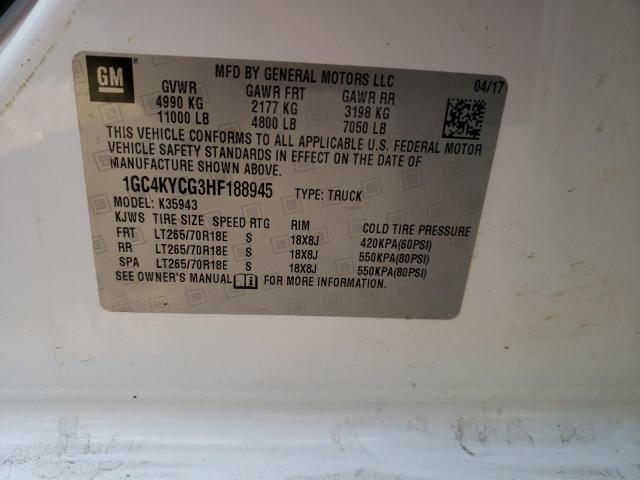 GM
MFD BY GENERAL MOTORS LLC
04/17
GVWR GAWR FRT GAWR RR
4990 KG 2177 KG 3198 KG
11000 LB 4800 LB 7050 LB
THIS VEHICLE CONFORMS TO ALL APPLICABLE U.S. FEDERAL MOTOR
VEHICLE SAFETY STANDARDS IN EFFECT ON THE DATE OF
MANUFACTURE SHOWN ABOVE.
1GC4KYCG3HF188945 TYPE: TRUCK
MODEL: K35943
KJWS TIRE SIZE SPEED RTG RIM COLD TIRE PRESSURE
FRT LT265/70R18E S 18X8J 420KPA(60PSI)
RR LT265/70R18E S 18X8J 550KPA(80PSI)
SPA LT265/70R18E S 18X8J 550KPA(80PSI)
SEE OWNER'S MANUAL FOR MORE INFORMATION.